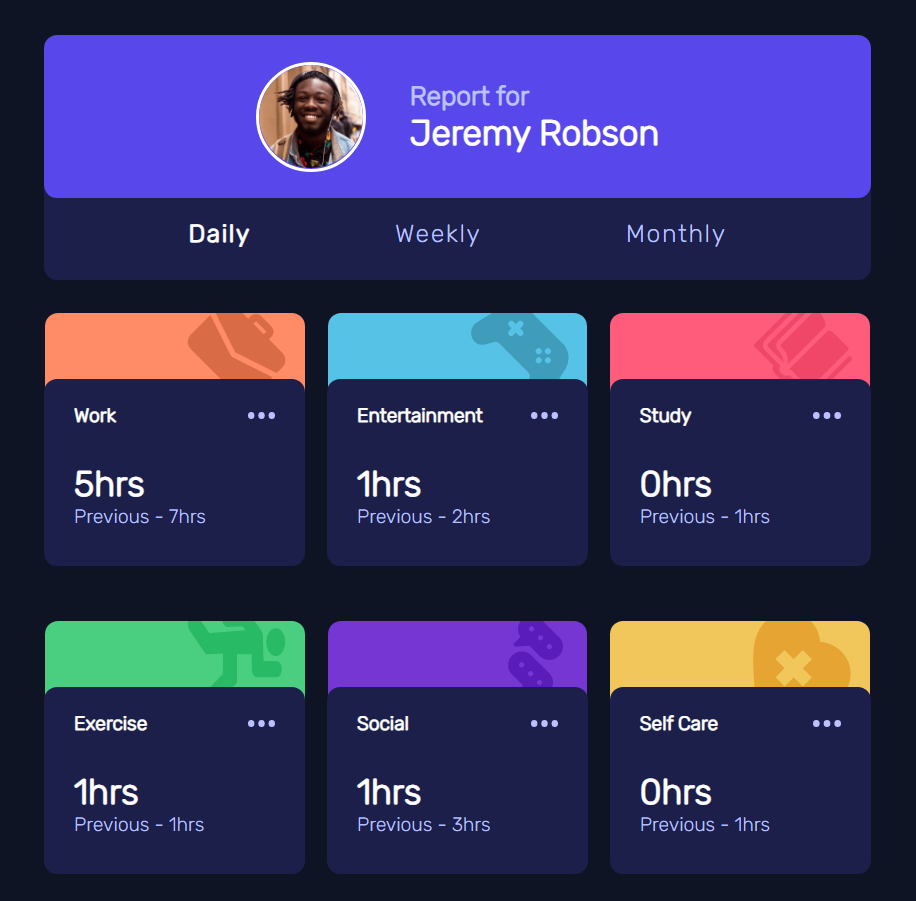 Report for
Jeremy Robson
Daily Weekly Monthly
Work Entertainment Study
5hrs 1hrs 0hrs
Previous - 7hrs Previous - 2hrs Previous - 1hrs
Exercise Social Self Care
1hrs 1hrs 0hrs
Previous - 1hrs Previous - 3hrs Previous - 1hrs